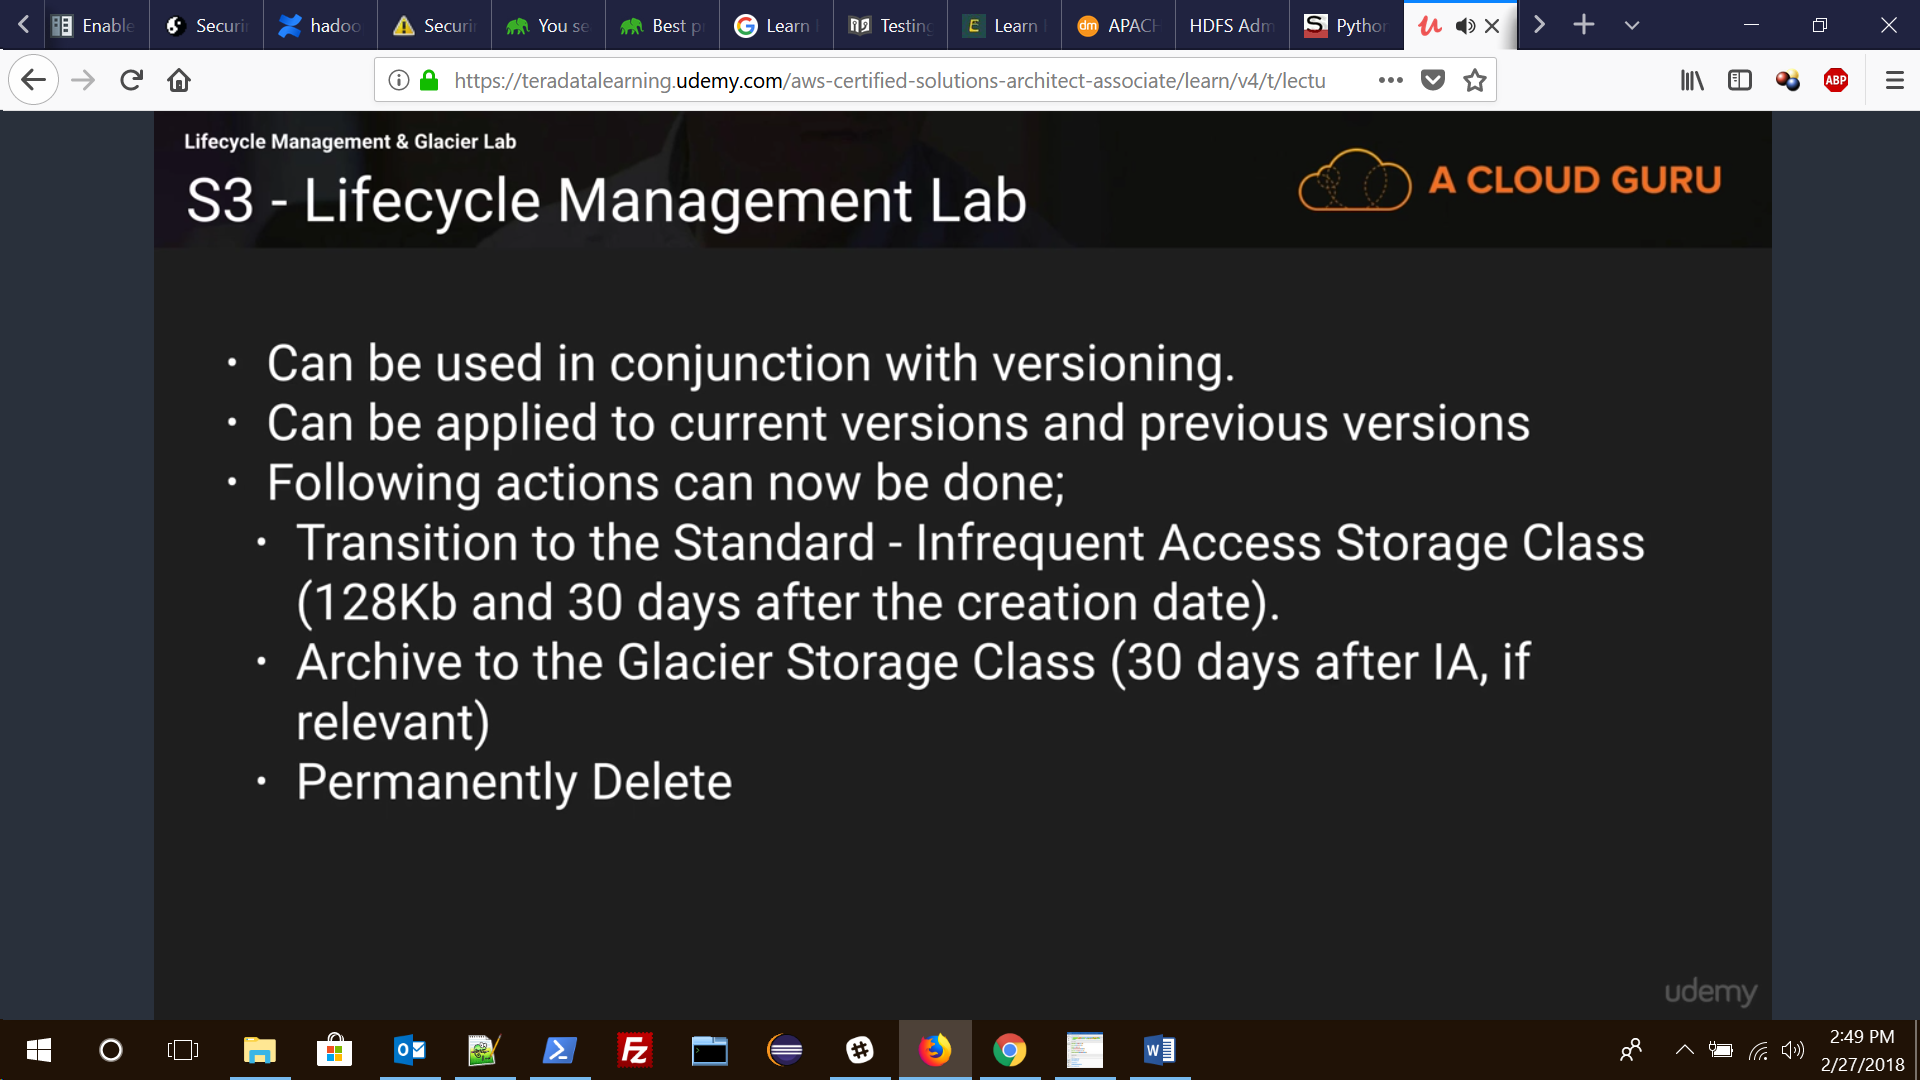 Enable
Securi
hadoo
Securi
You se
Best p
Learn
Testing
E Learn
dm APACH
HDFS Adm
S Python
https://teradatalearning.udemy.com/aws-certified-solutions-architect-associate/learn/v4/t/lectu
ABP
Lifecycle Management & Glacier Lab
S3 - Lifecycle Management Lab
A CLOUD GURU
• Can be used in conjunction with versioning.
• Can be applied to current versions and previous versions
• Following actions can now be done;
• Transition to the Standard - Infrequent Access Storage Class
(128Kb and 30 days after the creation date).
• Archive to the Glacier Storage Class (30 days after IA, if
relevant)
• Permanently Delete
udemy
2:49 PM
2/27/2018